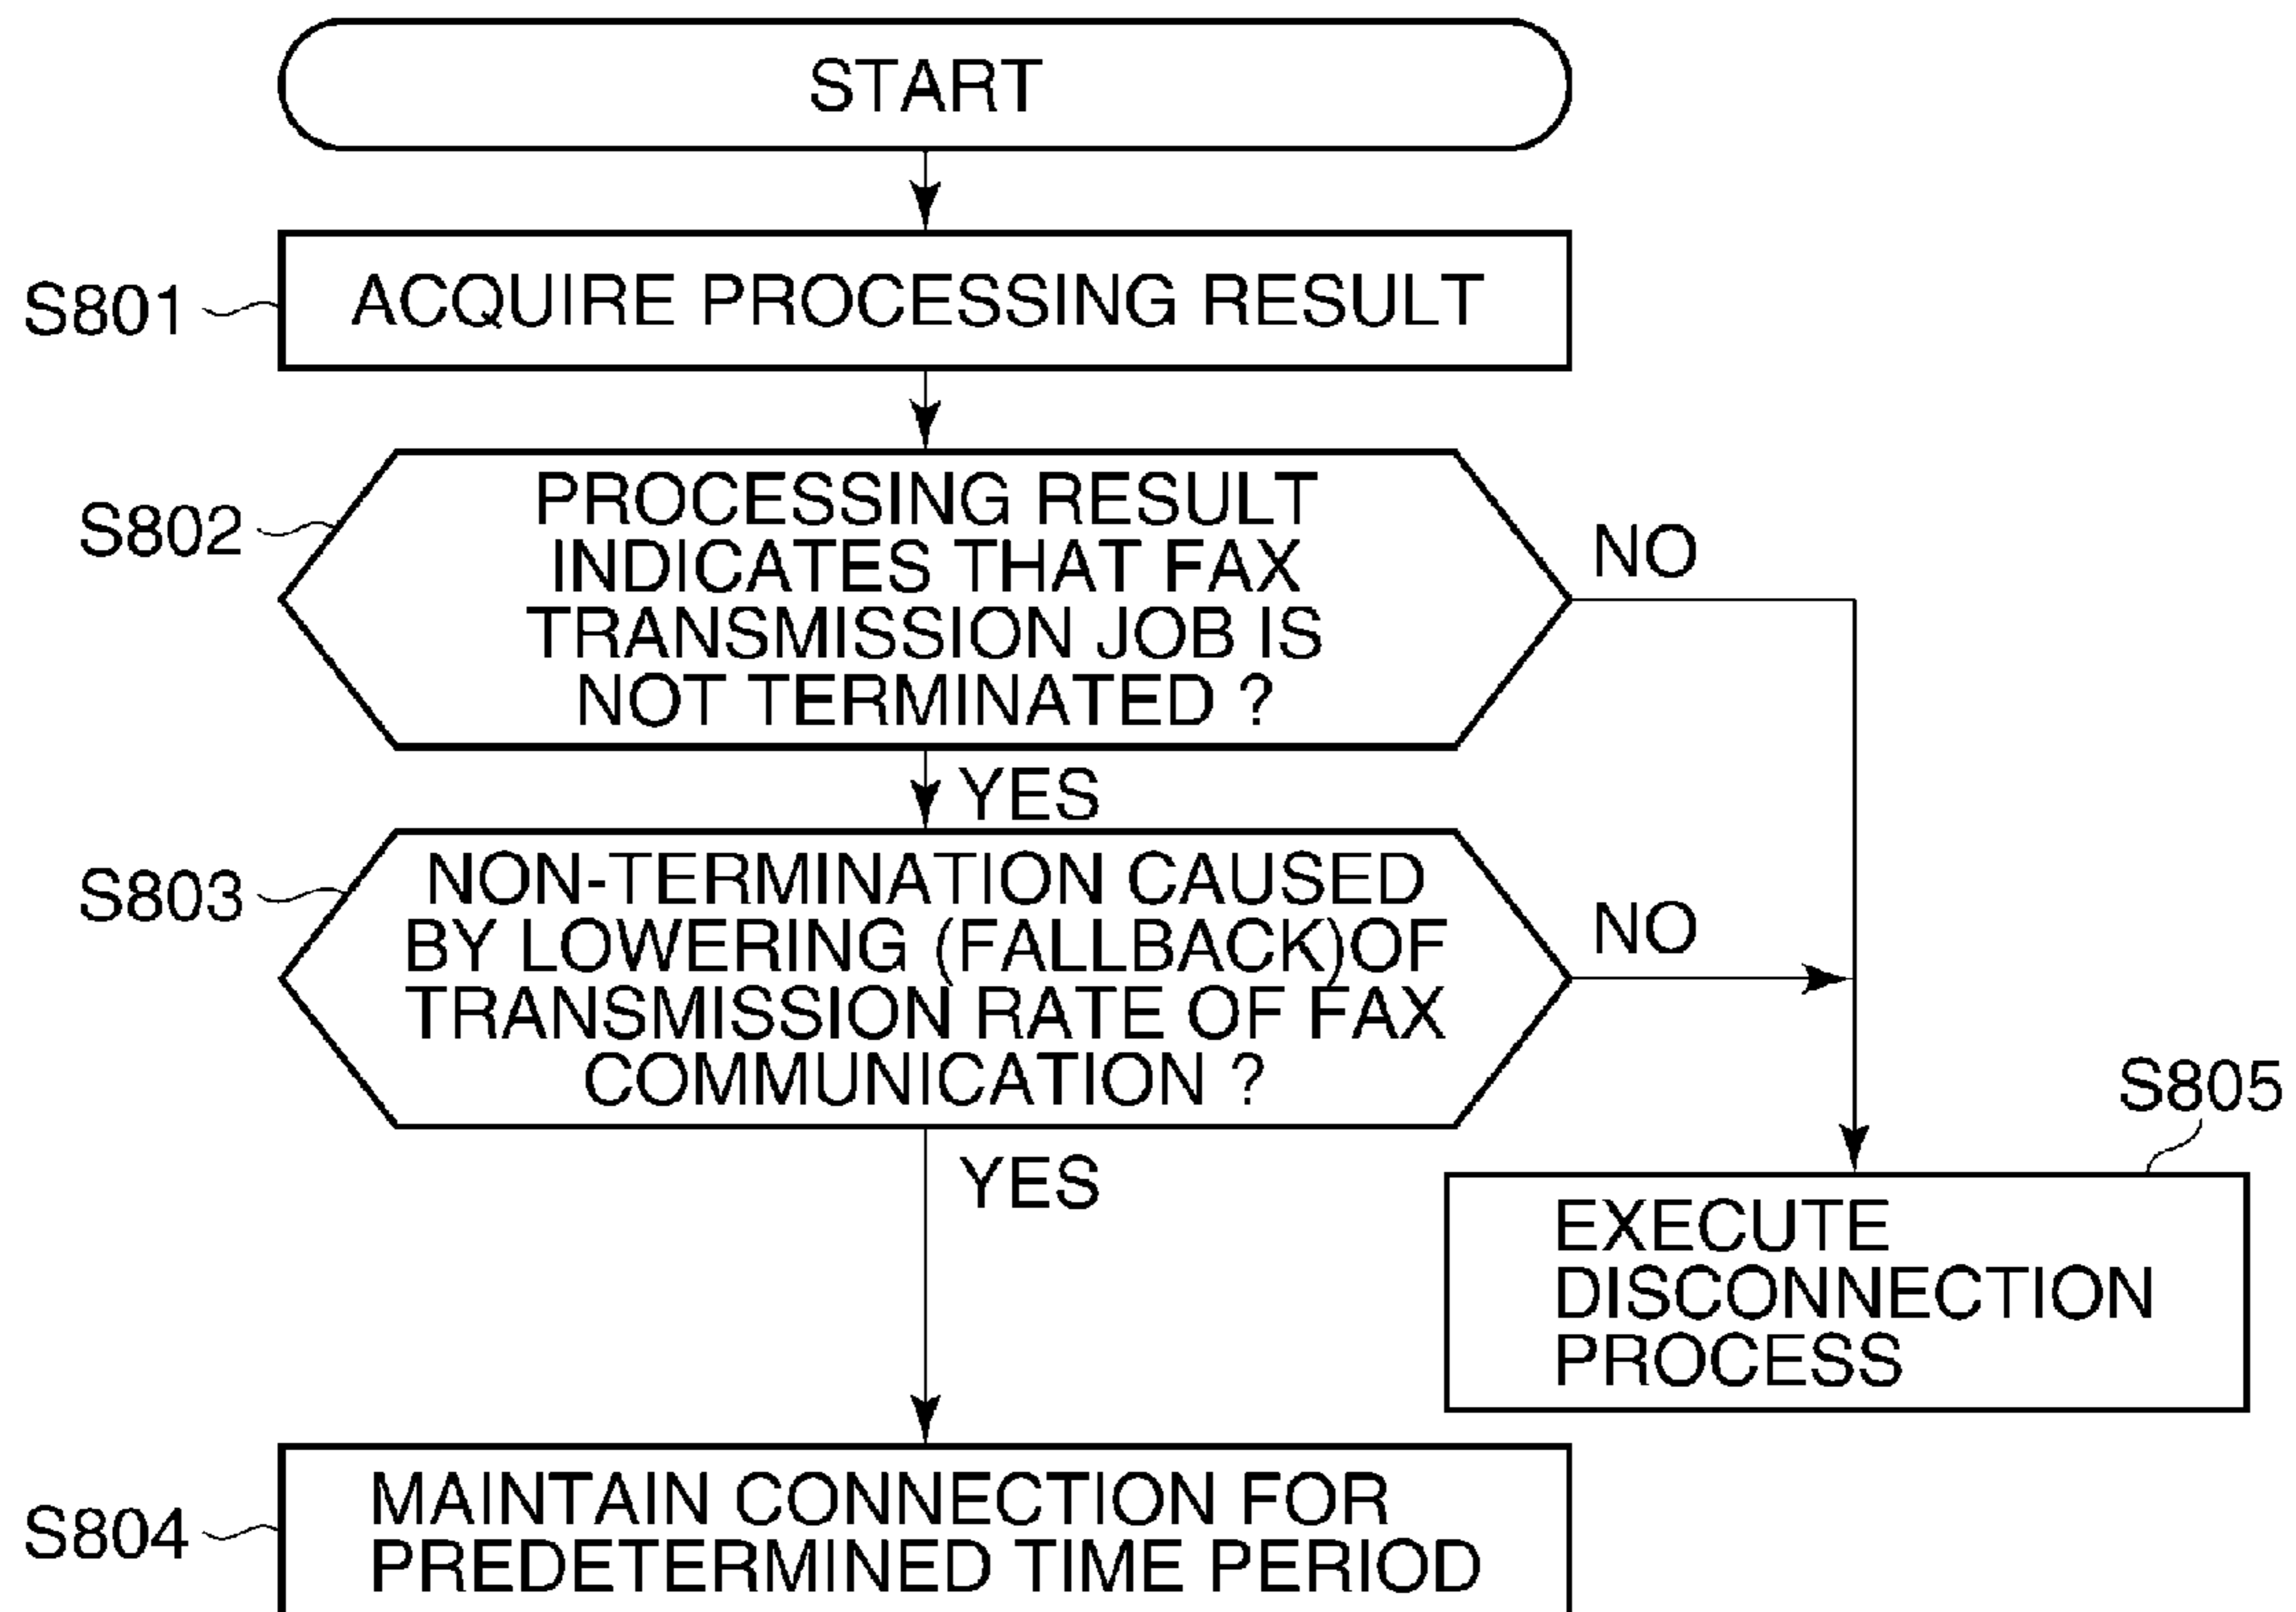 START
S801
ACQUIRE PROCESSING RESULT
S802
PROCESSING RESULT
INDICATES THAT FAX
TRANSMISSION JOB IS
NOT TERMINATED ?
NO
YES
S803
NON-TERMINATION CAUSED
BY LOWERING (FALLBACK)OF
TRANSMISSION RATE OF FAX
COMMUNICATION ?
NO
YES
S805
EXECUTE
DISCONNECTION
PROCESS
S804
MAINTAIN CONNECTION FOR
PREDETERMINED TIME PERIOD